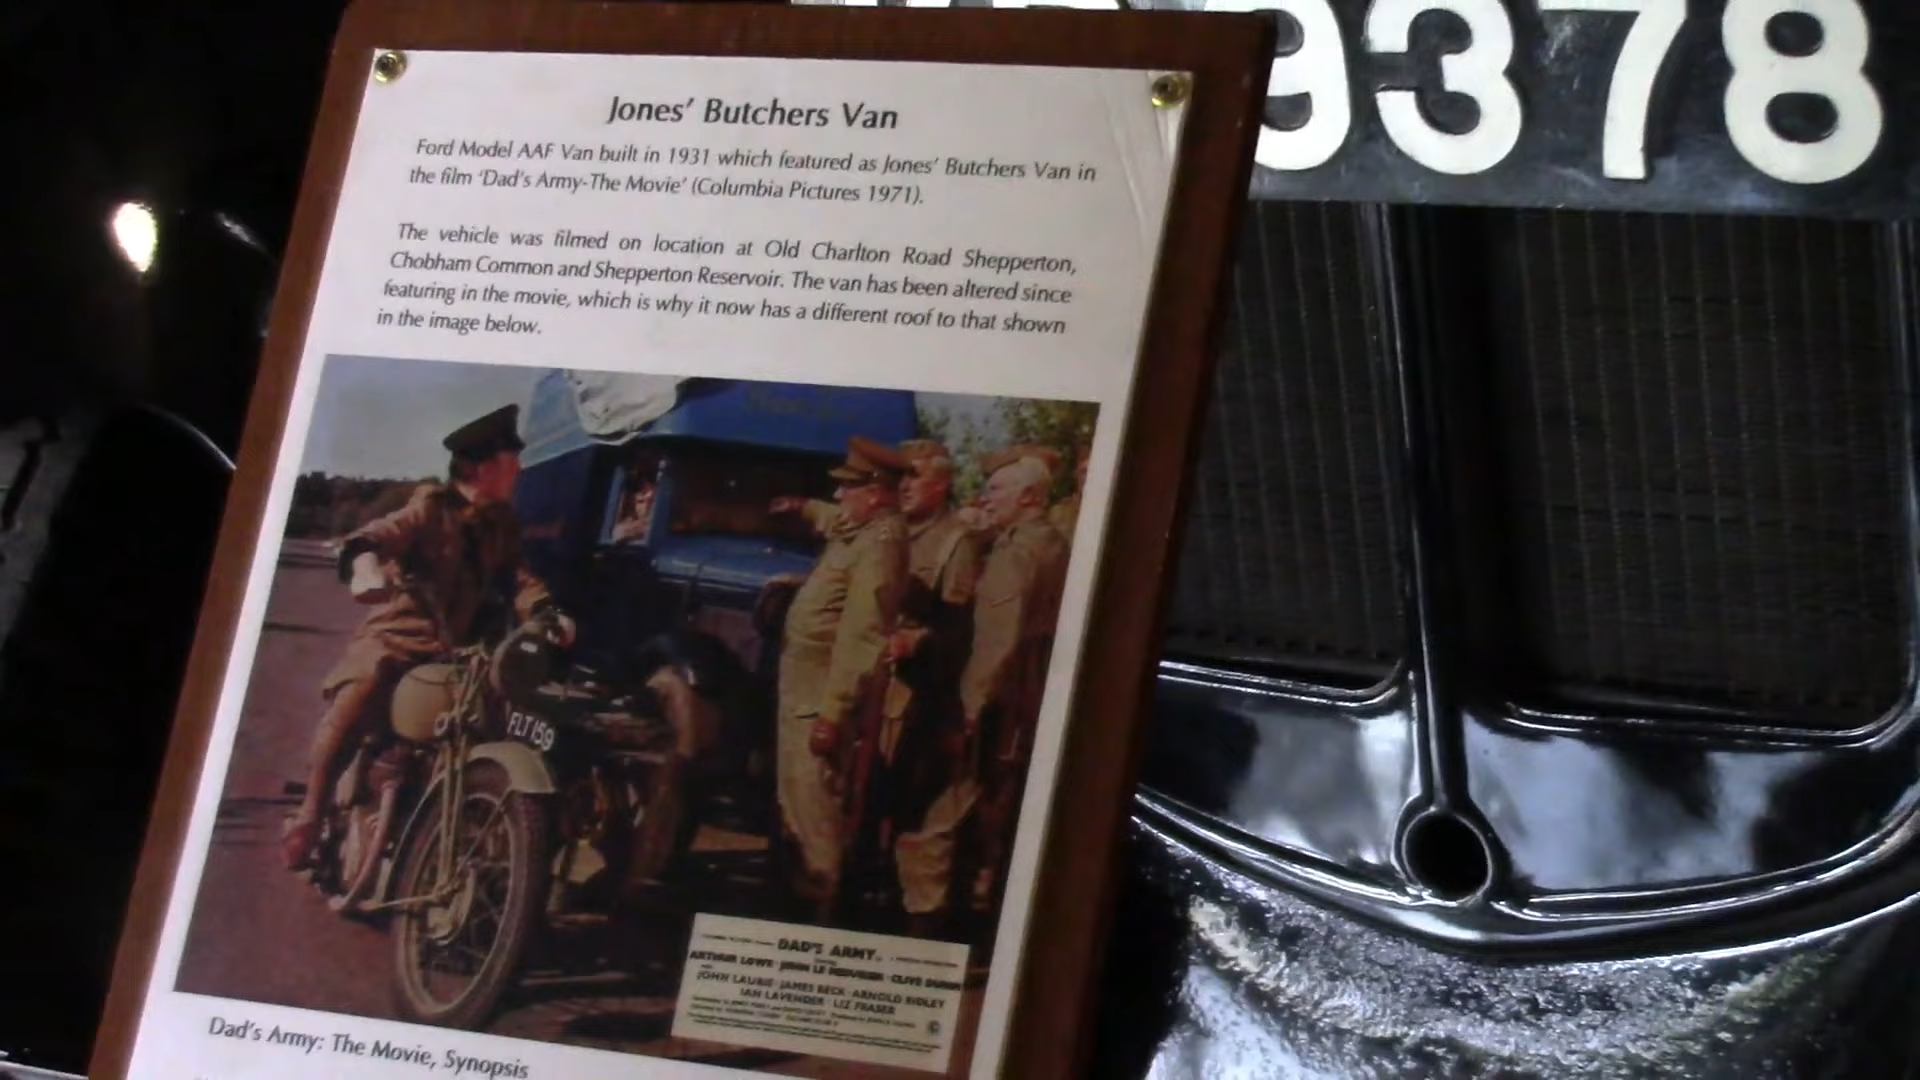 9378
Jones' Butchers Van
Ford Model AAF Van built in 1931 which featured as Jones' Butchers Van in
the film 'Dad's Army-The Movie' (Columbia Pictures 1971).
The vehicle was filmed on location at Old Charlton Road Shepperton,
Chobham Common and Shepperton Reservoir. The van has been altered since
featuring in the movie, which is why it now has a different roof to that shown
in the image below.
FLT 159
DAD'S ARMY
ARTHUR LOWE · JOHN LE MESURIER · CLIVE DUNN
JOHN LAURIE · JAMES BECK · ARNOLD RIDLEY
IAN LAVENDER · LIZ FRASER
Dad's Army: The Movie, Synopsis